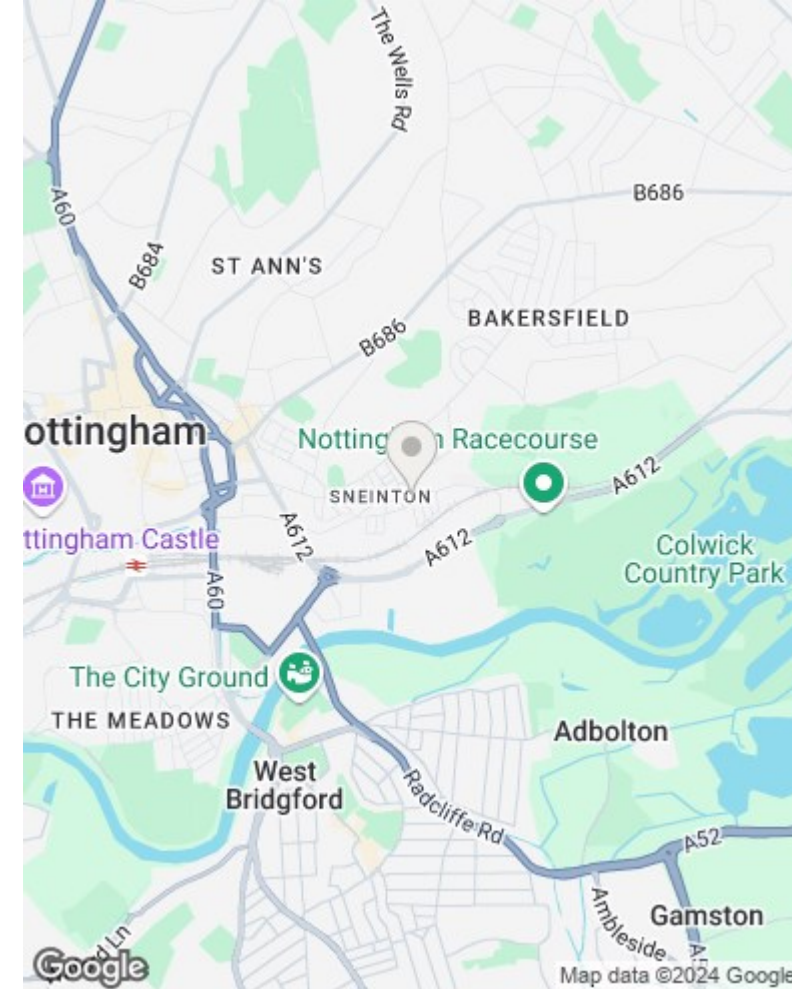 The Wells Rd
A60
B686
B684
ST ANN'S
BAKERSFIELD
B686
ottingham
Notting
Racecourse
SNEINTON
A612
ttingham Castle
A612
A612
Colwick
Country Park
A60
The City Ground
THE MEADOWS
Adbolton
West
Bridgford
Radcliffe Rd
A52
Ambleside
Gamston
Ln
Google
Map data ©2024 Google